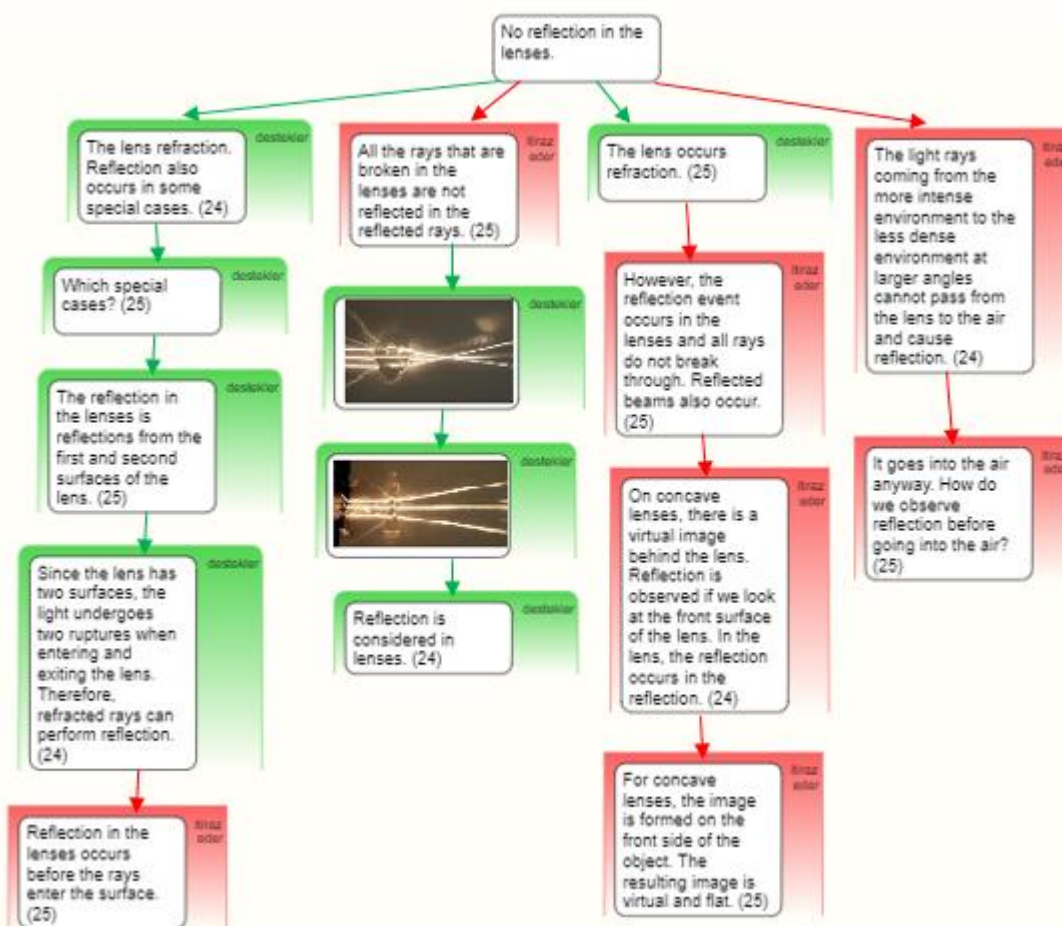 No reflection in the
lenses.
destekler
The lens refraction.
Reflection also
occurs in some
special cases. (24)
destekler
Which special
cases? (25)
destekler
The reflection in
the lenses is
reflections from the
first and second
surfaces of the
lens. (25)
destekler
Since the lens has
two surfaces, the
light undergoes
two ruptures when
entering and
exiting the lens.
Therefore,
refracted rays can
perform reflection.
(24)
itiraz
eder
Reflection in the
lenses occurs
before the rays
enter the surface.
(25)
itiraz
eder
All the rays that are
broken in the
lenses are not
reflected in the
reflected rays. (25)
destekler
destekler
destekler
Reflection is
considered in
lenses. (24)
destekler
The lens occurs
refraction. (25)
itiraz
eder
However, the
reflection event
occurs in the
lenses and all rays
do not break
through. Reflected
beams also occur.
(25)
itiraz
eder
On concave
lenses, there is a
virtual image
behind the lens.
Reflection is
observed if we look
at the front surface
of the lens. In the
lens, the reflection
occurs in the
reflection. (24)
itiraz
eder
For concave
lenses, the image
is formed on the
front side of the
object. The
resulting image is
virtual and flat. (25)
itiraz
The light rays
coming from the
more intense
environment to the
less dense
environment at
larger angles
cannot pass from
the lens to the air
and cause
reflection. (24)
itiraz
It goes into the air
anyway. How do
we observe
reflection before
going into the air?
(25)